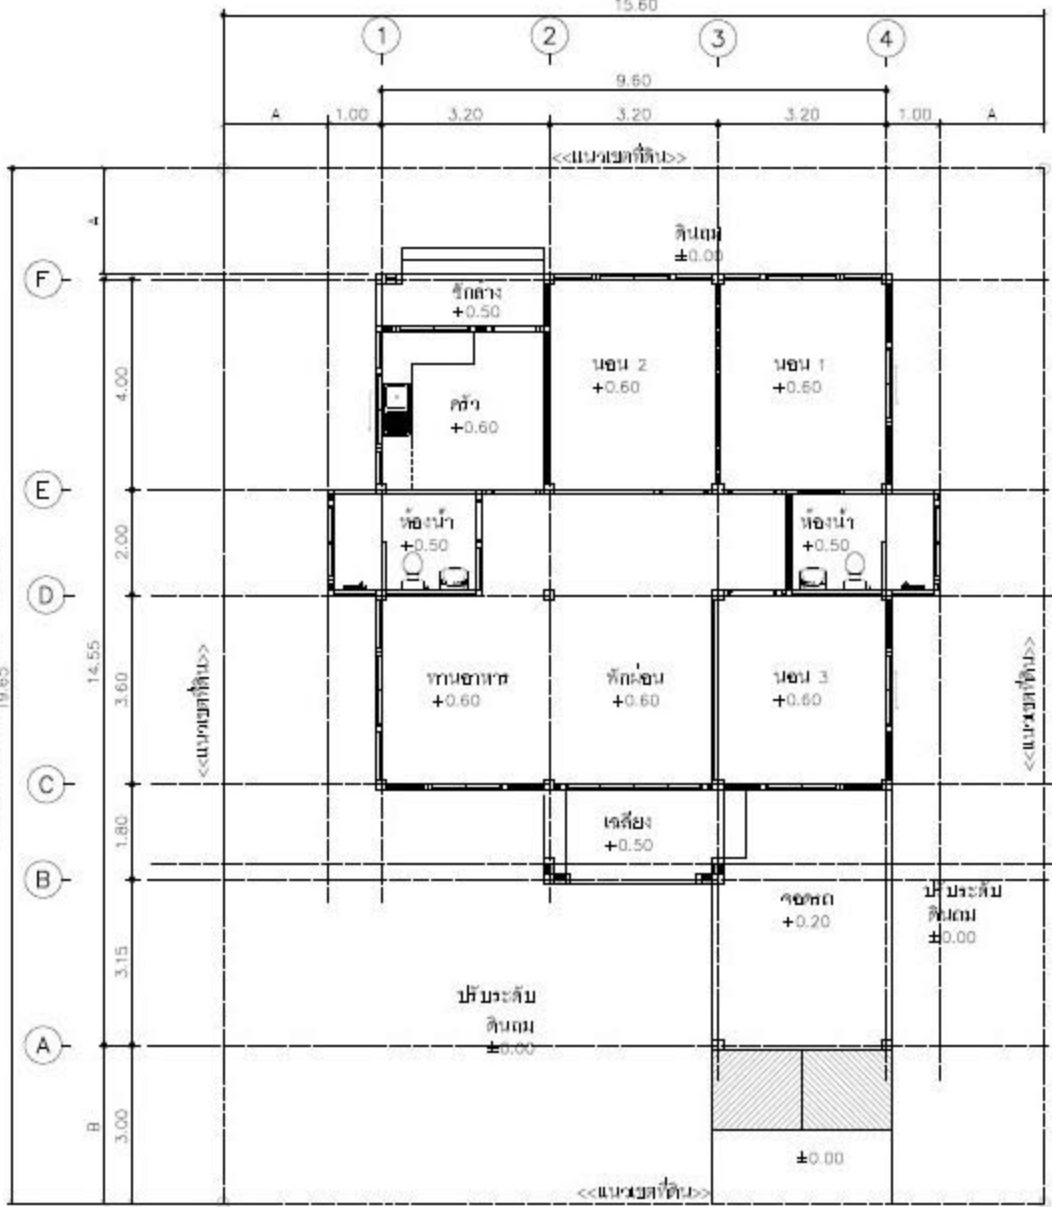 15.60
1 2 3 4
9.60
A 1.00 3.20 3.20 3.20 1.00 A
<<แนวเขตที่ดิน>>
A
ดินถม
±0.00
F
ซักล้าง
+0.50
นอน 2
+0.60
นอน 1
+0.60
4.00
ครัว
+0.60
E
ห้องน้ำ
+0.50
ห้องน้ำ
+0.50
2.00
D
19.65
14.55
3.60
<<แนวเขตที่ดิน>>
ทานอาหาร
+0.60
พักผ่อน
+0.60
นอน 3
+0.60
<<แนวเขตที่ดิน>>
C
1.80
เฉลียง
+0.50
B
จอดรถ
+0.20
ปรับระดับ
ดินถม
±0.00
3.15
ปรับระดับ
ดินถม
±0.00
A
B
3.00
±0.00
<<แนวเขตที่ดิน>>